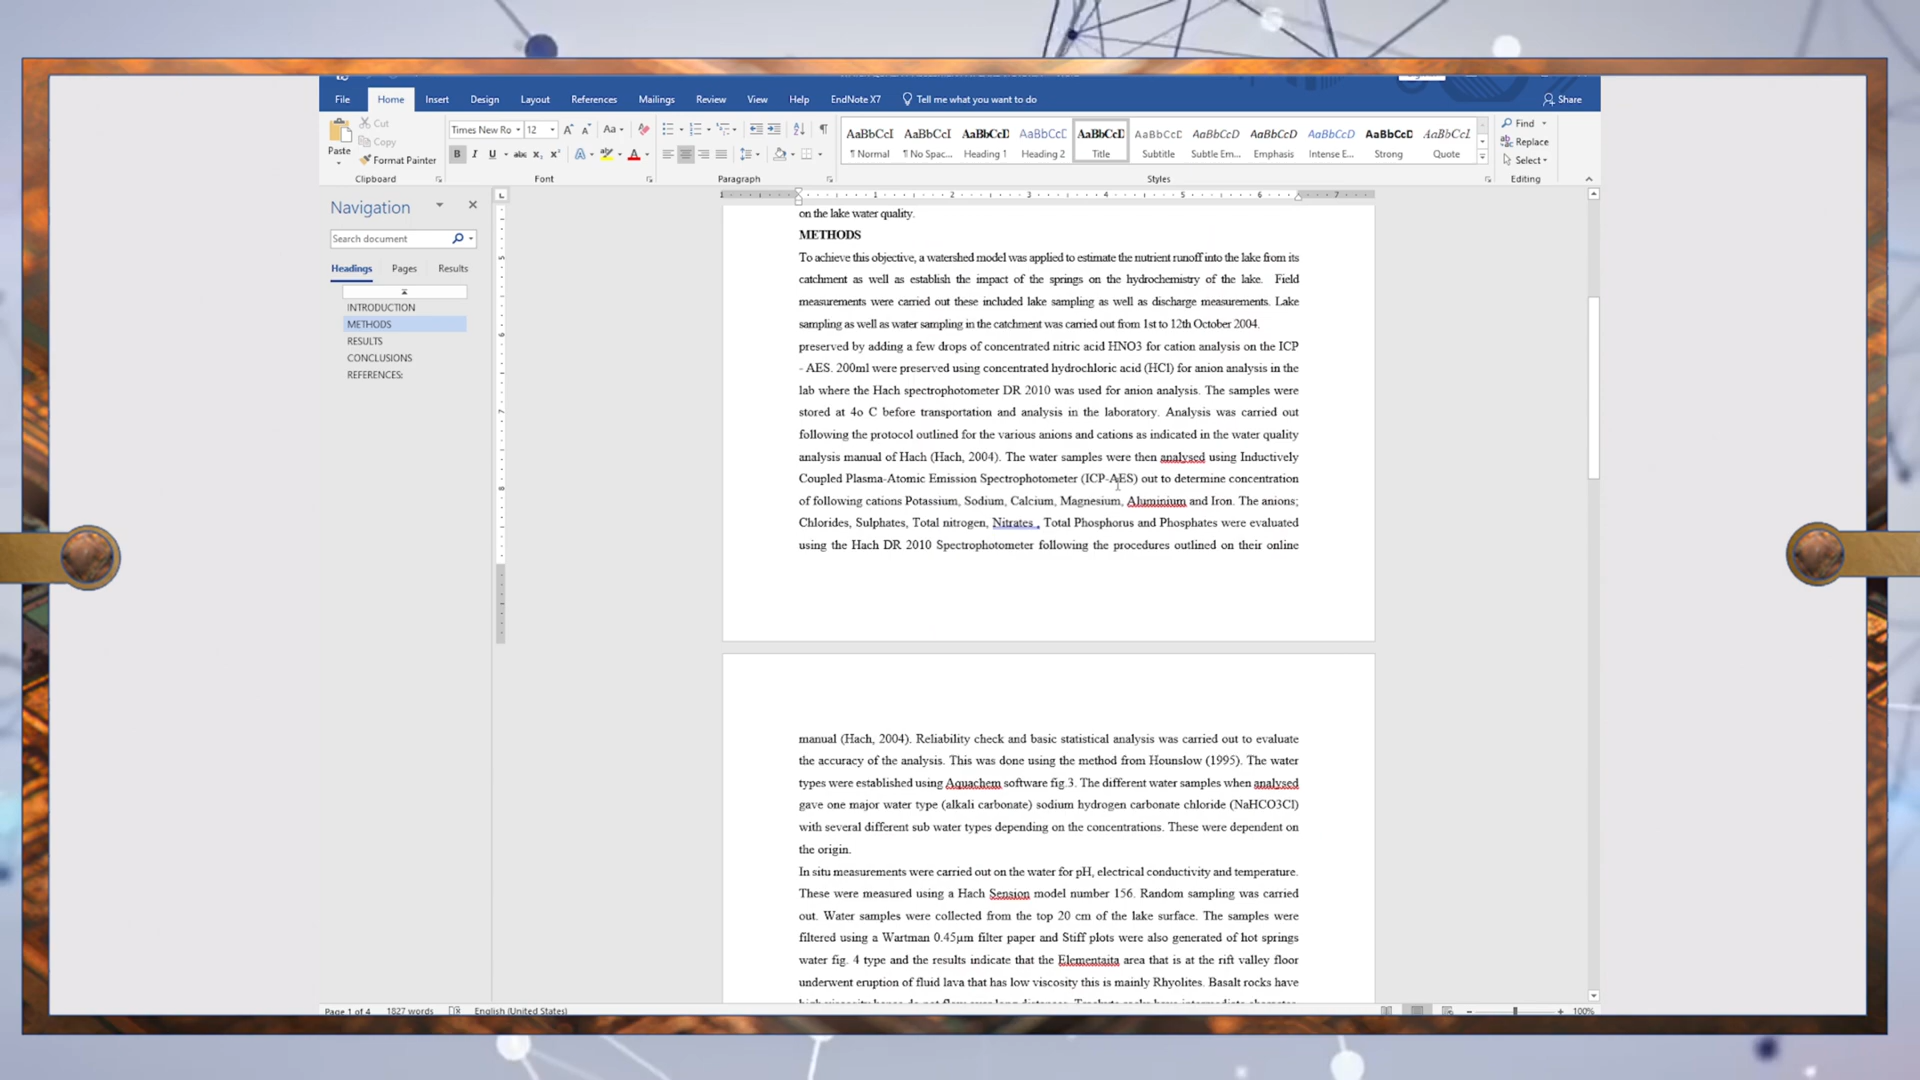 File Home Insert Design Layout References Mailings Review View Help EndNote X7 Tell me what you want to do Share
Paste
Cut
Copy
Format Painter
Clipboard
Times New Ro 12
Font
Paragraph
AaBbCcI AaBbCcI AaBbCcD AaBbCcD AaBbCcD AaBbCcD AaBbCcD AaBbCcD AaBbCcD AaBbCcD AaBbCcI
¶ Normal ¶ No Spac... Heading 1 Heading 2 Title Subtitle Subtle Em... Emphasis Intense E... Strong Quote
Styles
Find
Replace
Select
Editing
Navigation
Search document
Headings Pages Results
INTRODUCTION
METHODS
RESULTS
CONCLUSIONS
REFERENCES:
on the lake water quality.
METHODS
To achieve this objective, a watershed model was applied to estimate the nutrient runoff into the lake from its
catchment as well as establish the impact of the springs on the hydrochemistry of the lake. Field
measurements were carried out these included lake sampling as well as discharge measurements. Lake
sampling as well as water sampling in the catchment was carried out from 1st to 12th October 2004.
preserved by adding a few drops of concentrated nitric acid HNO3 for cation analysis on the ICP
- AES. 200ml were preserved using concentrated hydrochloric acid (HCl) for anion analysis in the
lab where the Hach spectrophotometer DR 2010 was used for anion analysis. The samples were
stored at 4o C before transportation and analysis in the laboratory. Analysis was carried out
following the protocol outlined for the various anions and cations as indicated in the water quality
analysis manual of Hach (Hach, 2004). The water samples were then analysed using Inductively
Coupled Plasma-Atomic Emission Spectrophotometer (ICP-AES) out to determine concentration
of following cations Potassium, Sodium, Calcium, Magnesium, Aluminium and Iron. The anions;
Chlorides, Sulphates, Total nitrogen, Nitrates , Total Phosphorus and Phosphates were evaluated
using the Hach DR 2010 Spectrophotometer following the procedures outlined on their online
manual (Hach, 2004). Reliability check and basic statistical analysis was carried out to evaluate
the accuracy of the analysis. This was done using the method from Hounslow (1995). The water
types were established using Aquachem software fig.3. The different water samples when analysed
gave one major water type (alkali carbonate) sodium hydrogen carbonate chloride (NaHCO3Cl)
with several different sub water types depending on the concentrations. These were dependent on
the origin.
In situ measurements were carried out on the water for pH, electrical conductivity and temperature.
These were measured using a Hach Sension model number 156. Random sampling was carried
out. Water samples were collected from the top 20 cm of the lake surface. The samples were
filtered using a Wartman 0.45µm filter paper and Stiff plots were also generated of hot springs
water fig. 4 type and the results indicate that the Elementaita area that is at the rift valley floor
underwent eruption of fluid lava that has low viscosity this is mainly Rhyolites. Basalt rocks have
Page 1 of 4 1827 words English (United States) 100%